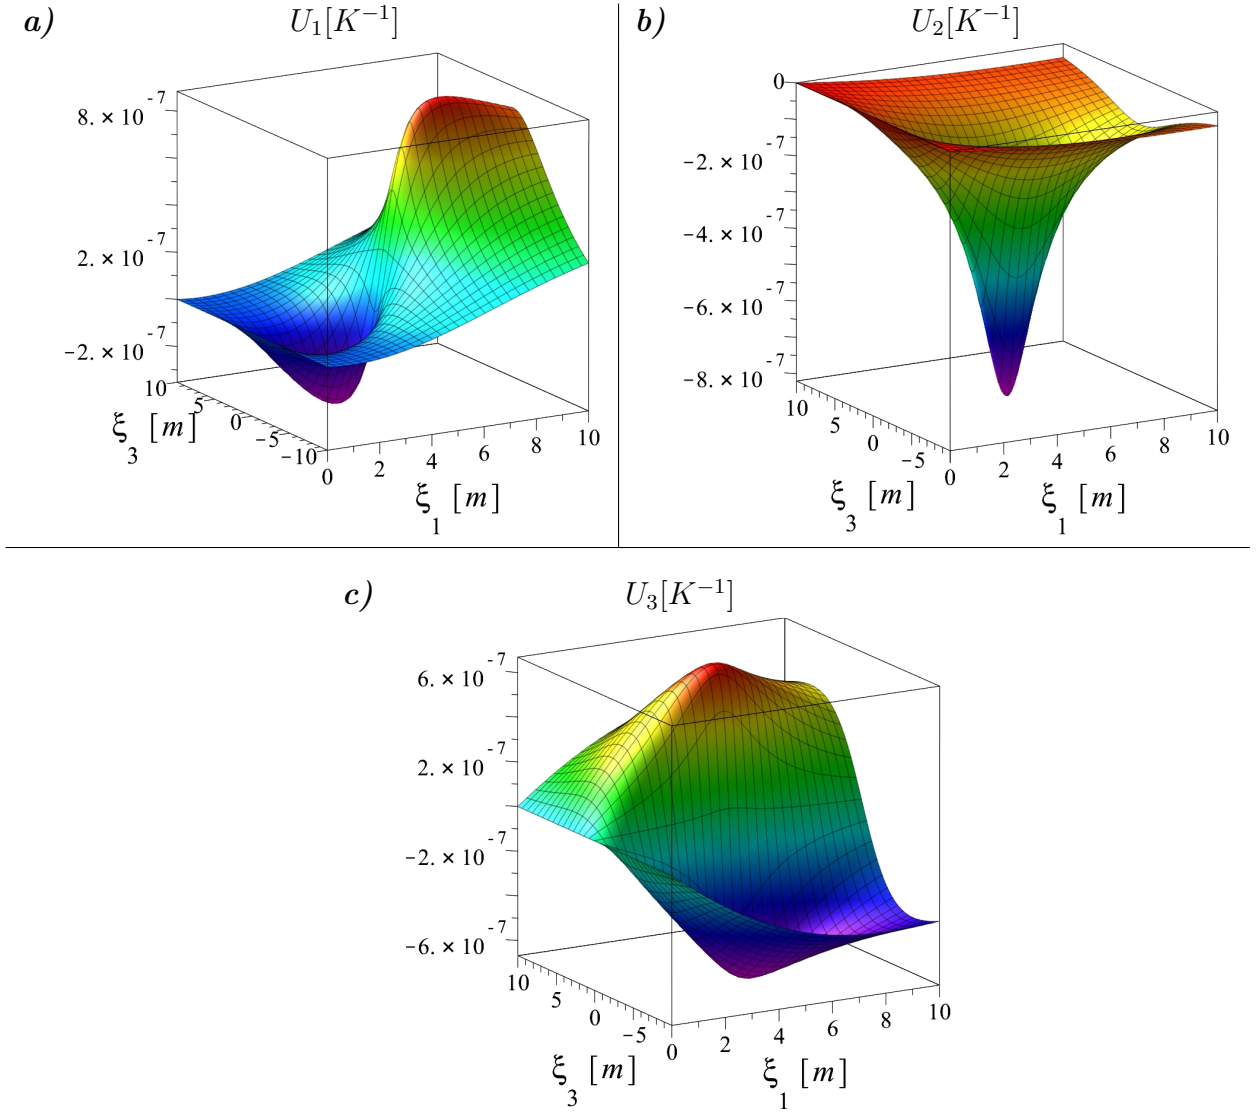 a) U₁[K⁻¹]
8. × 10⁻⁷
2. × 10⁻⁷
−2. × 10⁻⁷
10 5 0 −5 −10
ξ₃ [m]
0 2 4 6 8 10
ξ₁ [m]
b) U₂[K⁻¹]
0
−2. × 10⁻⁷
−4. × 10⁻⁷
−6. × 10⁻⁷
−8. × 10⁻⁷
10 5 0 −5
ξ₃ [m]
0 2 4 6 8 10
ξ₁ [m]
c) U₃[K⁻¹]
6. × 10⁻⁷
2. × 10⁻⁷
−2. × 10⁻⁷
−6. × 10⁻⁷
10 5 0 −5
ξ₃ [m]
0 2 4 6 8 10
ξ₁ [m]